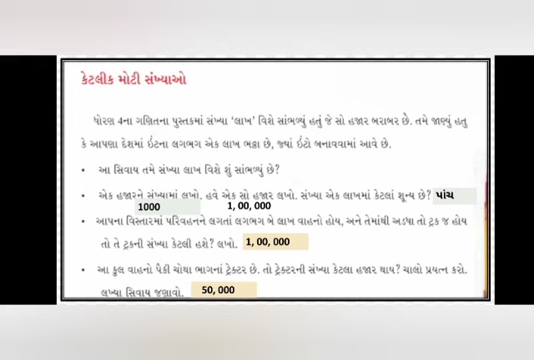 કેટલીક મોટી સંખ્યાઓ
ધોરણ 4ના ગણિતના પુસ્તકમાં સંખ્યા 'લાખ' વિશે સાંભળ્યું હતું જે સો હજાર બરાબર છે. તમે જાણ્યું હતુ
કે આપણા દેશમાં ઈંટના લગભગ એક લાખ ભઠ્ઠા છે, જ્યાં ઈંટો બનાવવામાં આવે છે.
• આ સિવાય તમે સંખ્યા લાખ વિશે શું સાંભળ્યું છે?
• એક હજારને સંખ્યામાં લખો. હવે એક સો હજાર લખો. સંખ્યા એક લાખમાં કેટલાં શૂન્ય છે? પાંચ
1000 1,00,000
• આપના વિસ્તારમાં પરિવહનને લગતાં લગભગ બે લાખ વાહનો હોય, અને તેમાંથી અડધા તો ટ્રક જ હોય
તો તે ટ્રકની સંખ્યા કેટલી હશે? લખો. 1,00,000
• આ કુલ વાહનો પૈકી ચોથા ભાગનાં ટ્રેક્ટર છે. તો ટ્રેક્ટરની સંખ્યા કેટલા હજાર થાય? ચાલો પ્રયત્ન કરો.
લખ્યા સિવાય જણાવો. 50,000